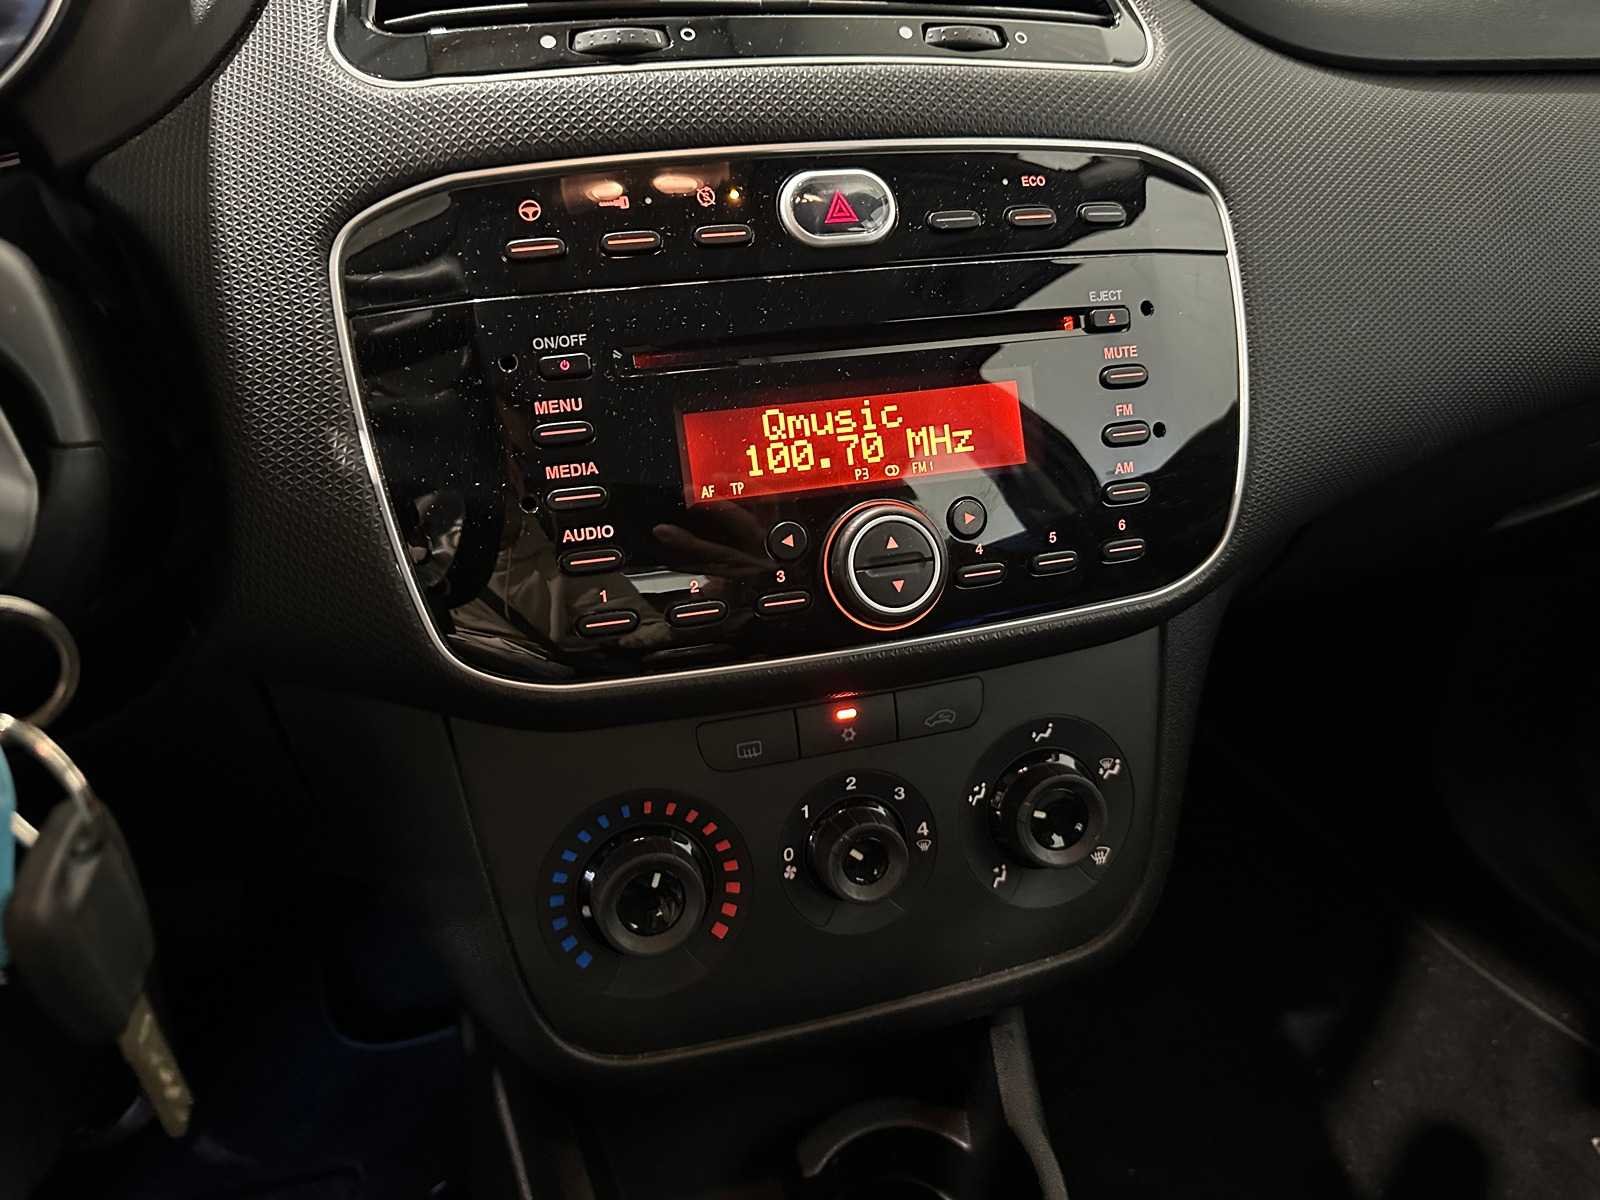 ECO
EJECT
ON/OFF
MUTE
MENU
FM
MEDIA
AM
AUDIO
Qmusic
100.70 MHz
AF TP P3 FM1
1 2 3 4 5 6
0 1 2 3 4